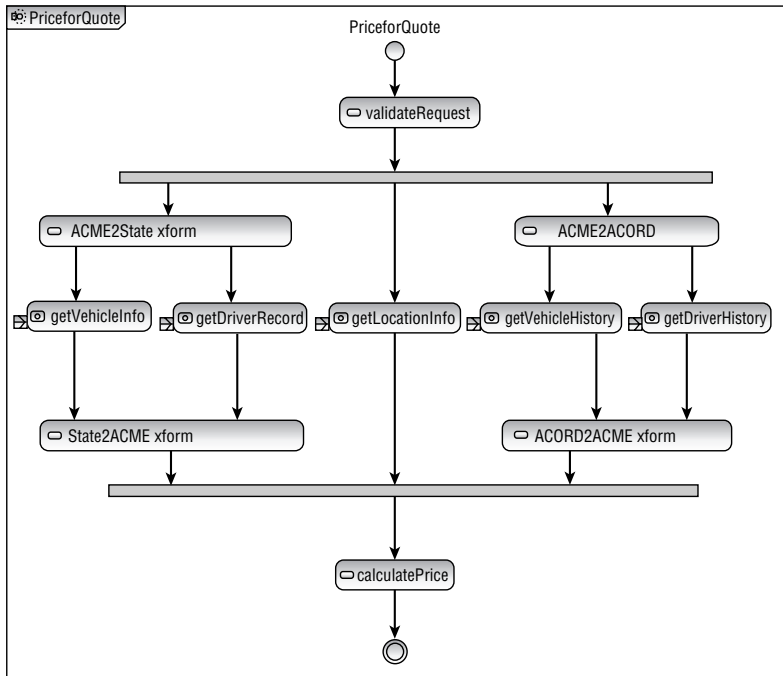 PriceforQuote
PriceforQuote
validateRequest
ACME2State xform
ACME2ACORD
getVehicleInfo
getDriverRecord
getLocationInfo
getVehicleHistory
getDriverHistory
State2ACME xform
ACORD2ACME xform
calculatePrice